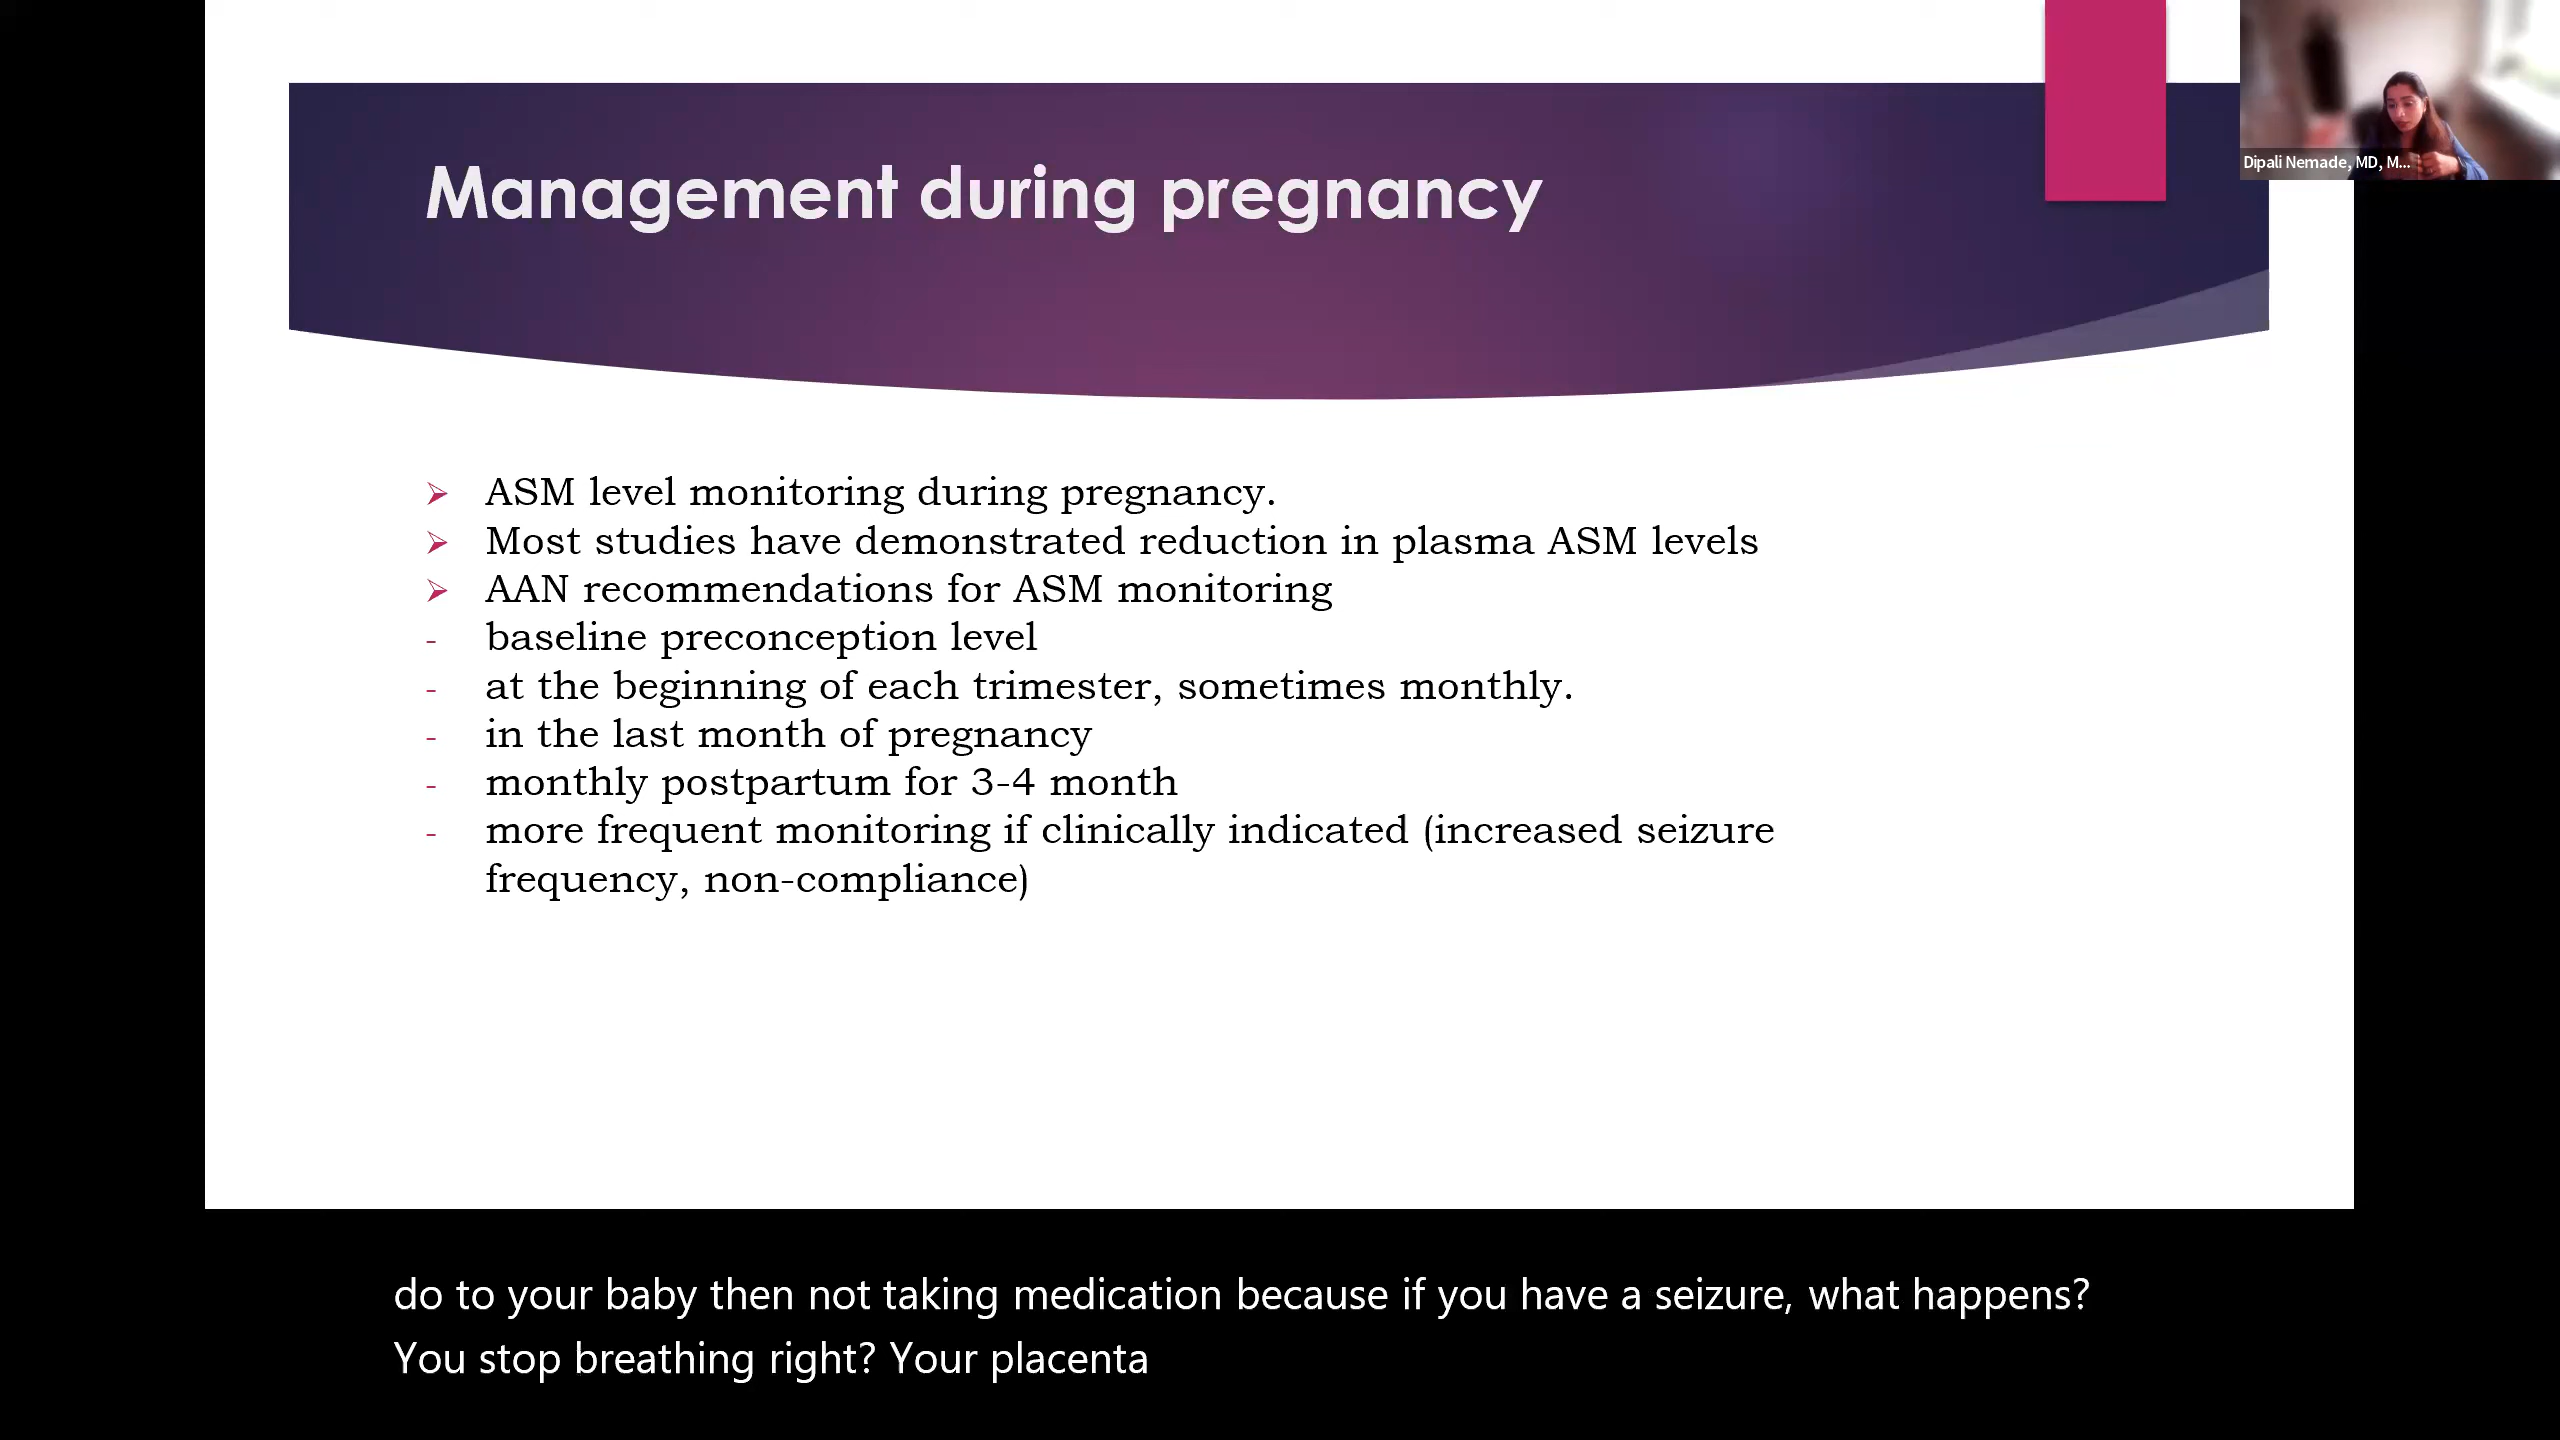 Management during pregnancy
Dipali Nemade, MD, M...
➢ ASM level monitoring during pregnancy.
➢ Most studies have demonstrated reduction in plasma ASM levels
➢ AAN recommendations for ASM monitoring
- baseline preconception level
- at the beginning of each trimester, sometimes monthly.
- in the last month of pregnancy
- monthly postpartum for 3-4 month
- more frequent monitoring if clinically indicated (increased seizure
frequency, non-compliance)
do to your baby then not taking medication because if you have a seizure, what happens?
You stop breathing right? Your placenta